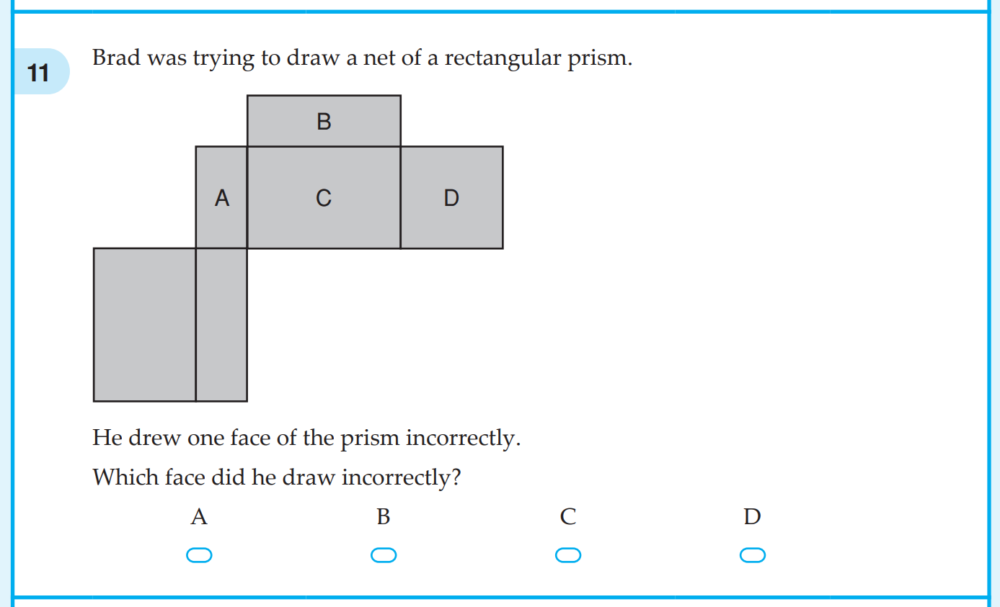 11
Brad was trying to draw a net of a rectangular prism.
B
A C D
He drew one face of the prism incorrectly.
Which face did he draw incorrectly?
A B C D